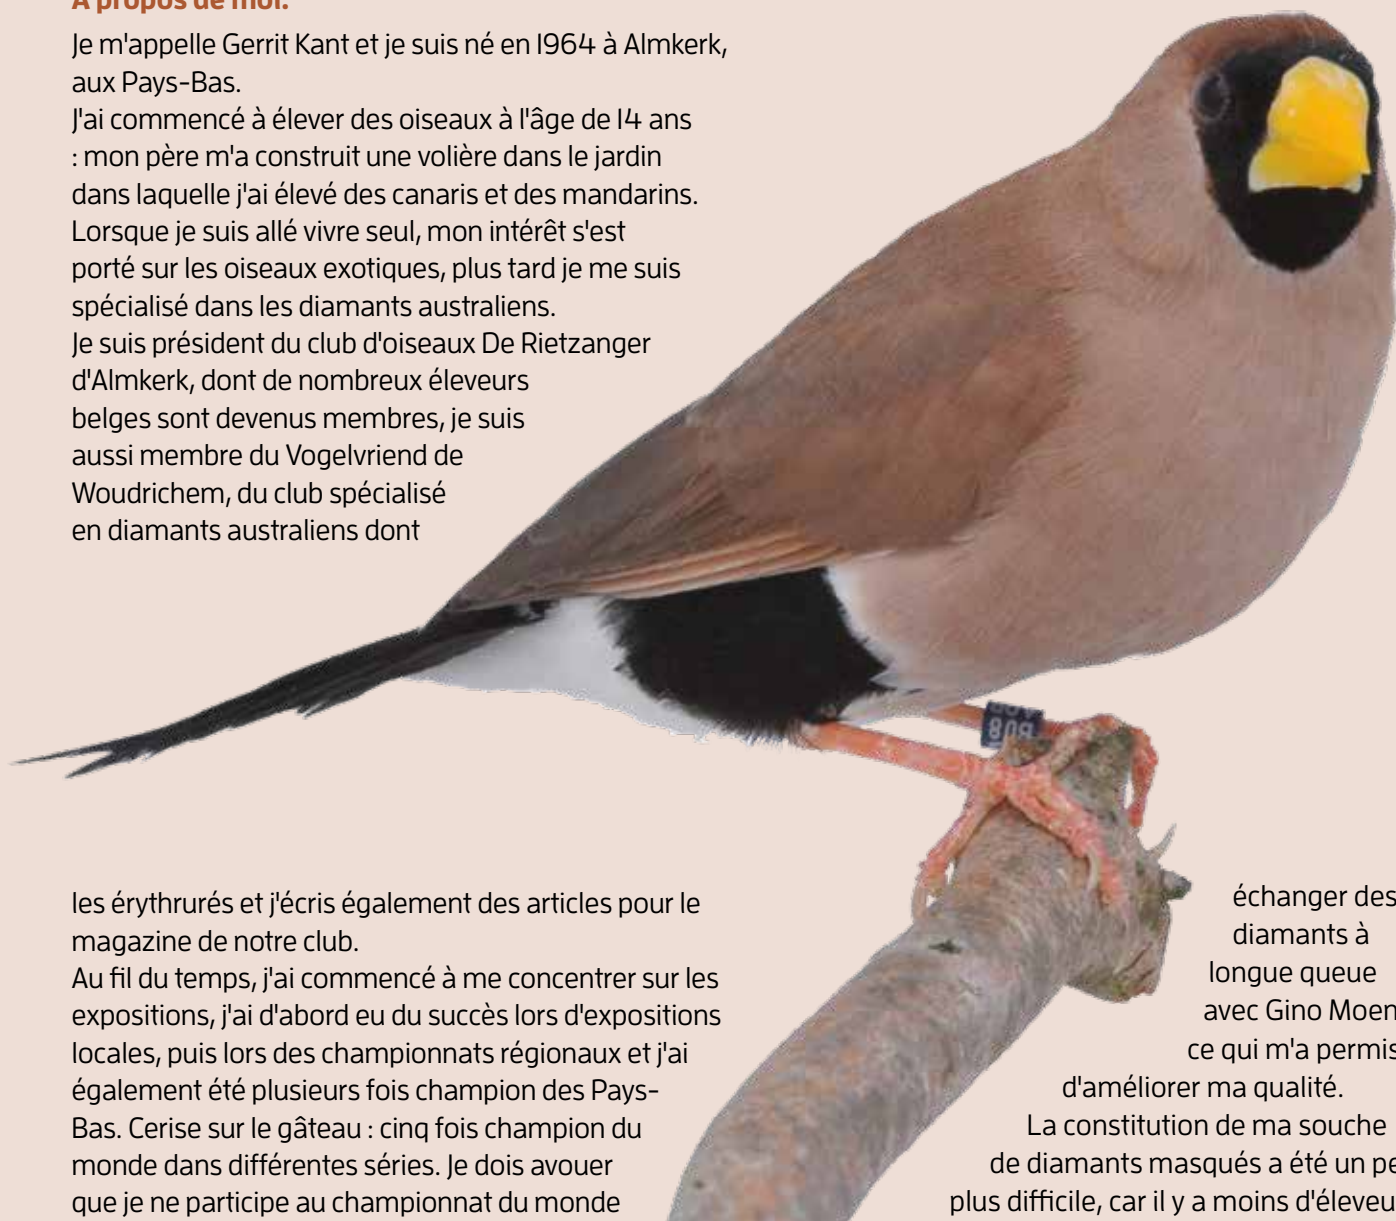 A propos de moi.
Je m'appelle Gerrit Kant et je suis né en 1964 à Almkerk,
aux Pays-Bas.
J'ai commencé à élever des oiseaux à l'âge de 14 ans
: mon père m'a construit une volière dans le jardin
dans laquelle j'ai élevé des canaris et des mandarins.
Lorsque je suis allé vivre seul, mon intérêt s'est
porté sur les oiseaux exotiques, plus tard je me suis
spécialisé dans les diamants australiens.
Je suis président du club d'oiseaux De Rietzanger
d'Almkerk, dont de nombreux éleveurs
belges sont devenus membres, je suis
aussi membre du Vogelvriend de
Woudrichem, du club spécialisé
en diamants australiens dont
les érythrurés et j'écris également des articles pour le
magazine de notre club.
Au fil du temps, j'ai commencé à me concentrer sur les
expositions, j'ai d'abord eu du succès lors d'expositions
locales, puis lors des championnats régionaux et j'ai
également été plusieurs fois champion des Pays-
Bas. Cerise sur le gâteau : cinq fois champion du
monde dans différentes séries. Je dois avouer
que je ne participe au championnat du monde
échanger des
diamants à
longue queue
avec Gino Moen
ce qui m'a permis
d'améliorer ma qualité.
La constitution de ma souche
de diamants masqués a été un pe
plus difficile, car il y a moins d'éleveu